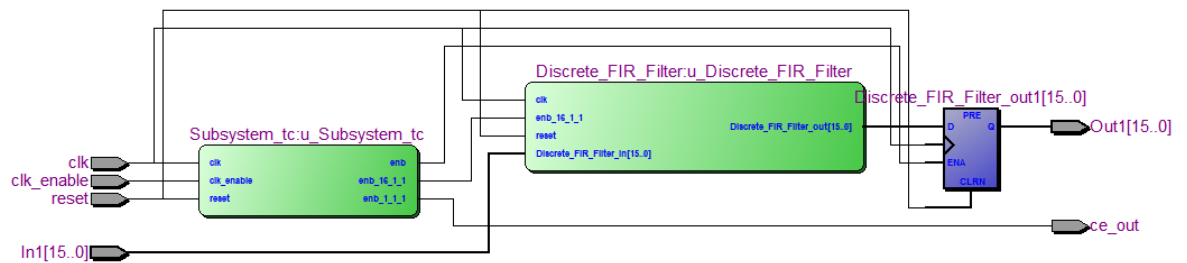 Discrete_FIR_Filter:u_Discrete_FIR_Filter
clk
enb_16_1_1
reset
Discrete_FIR_Filter_in[15..0]
Discrete_FIR_Filter_out[15..0]
Discrete_FIR_Filter_out1[15..0]
PRE
D
Q
ENA
CLRN
Out1[15..0]
Subsystem_tc:u_Subsystem_tc
clk
clk_enable
reset
enb
enb_16_1_1
enb_1_1_1
clk
clk_enable
reset
In1[15..0]
ce_out